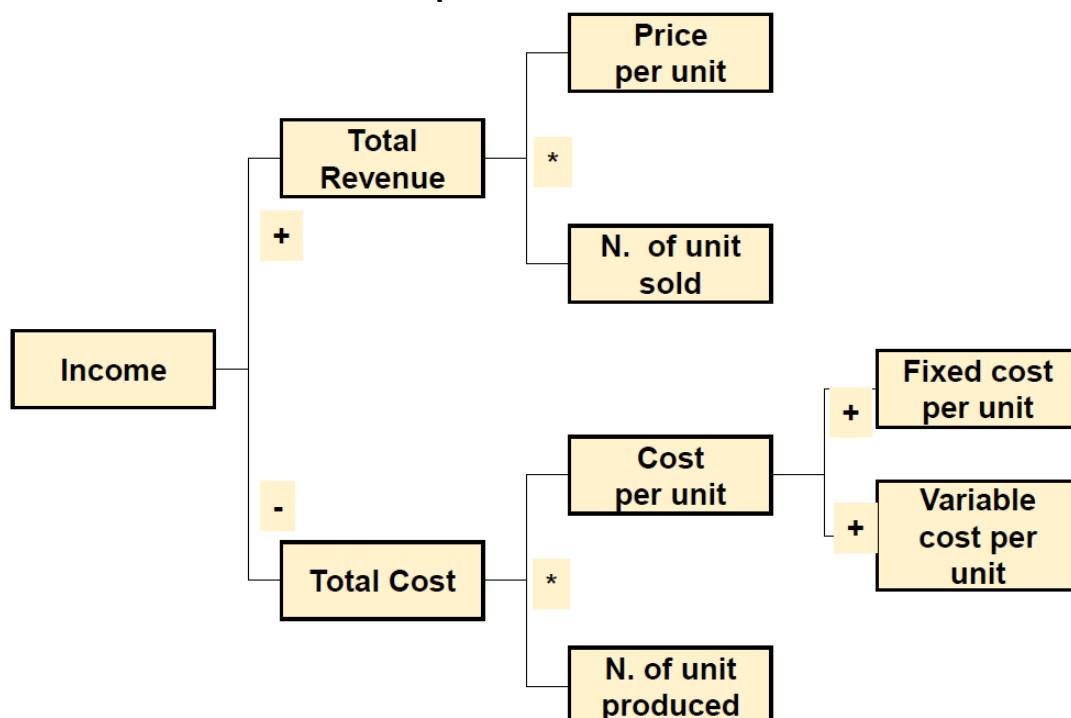 Price
per unit
Total
Revenue
*
+
N. of unit
sold
Income
Fixed cost
per unit
+
Cost
per unit
-
Variable
cost per
unit
+
Total Cost
*
N. of unit
produced